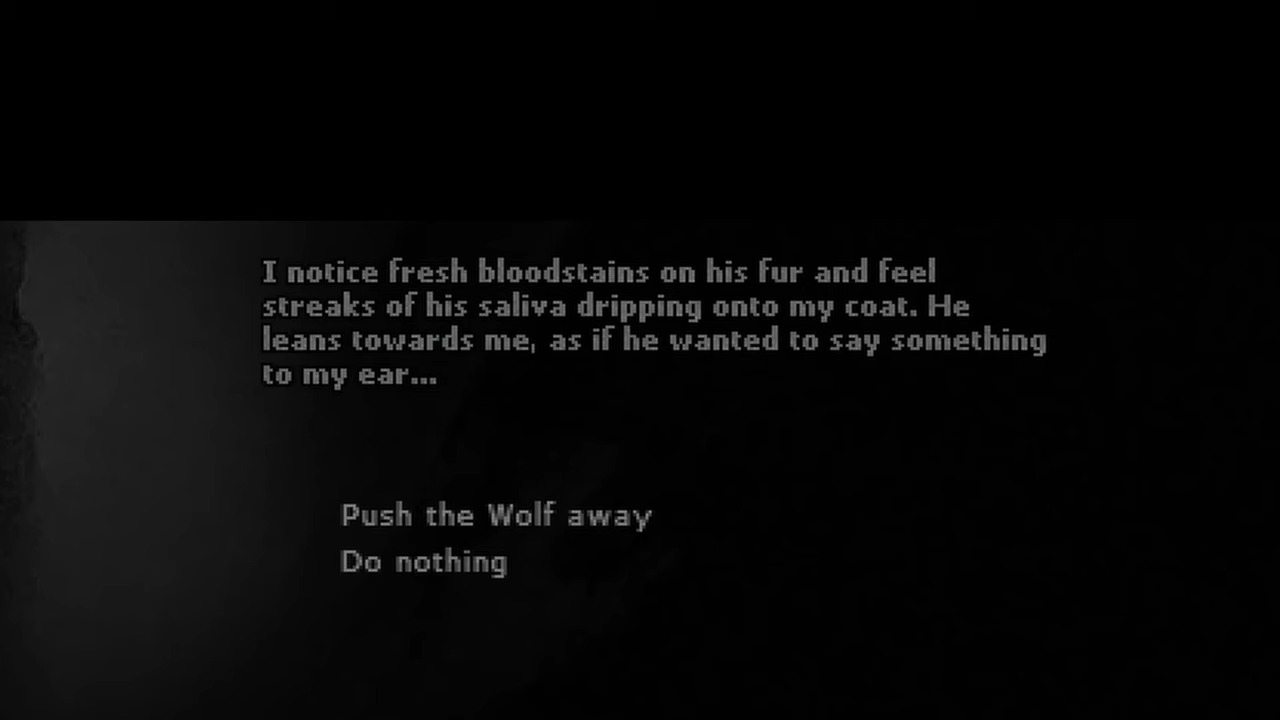 I notice fresh bloodstains on his fur and feel
streaks of his saliva dripping onto my coat. He
leans towards me, as if he wanted to say something
to my ear...
Push the Wolf away
Do nothing